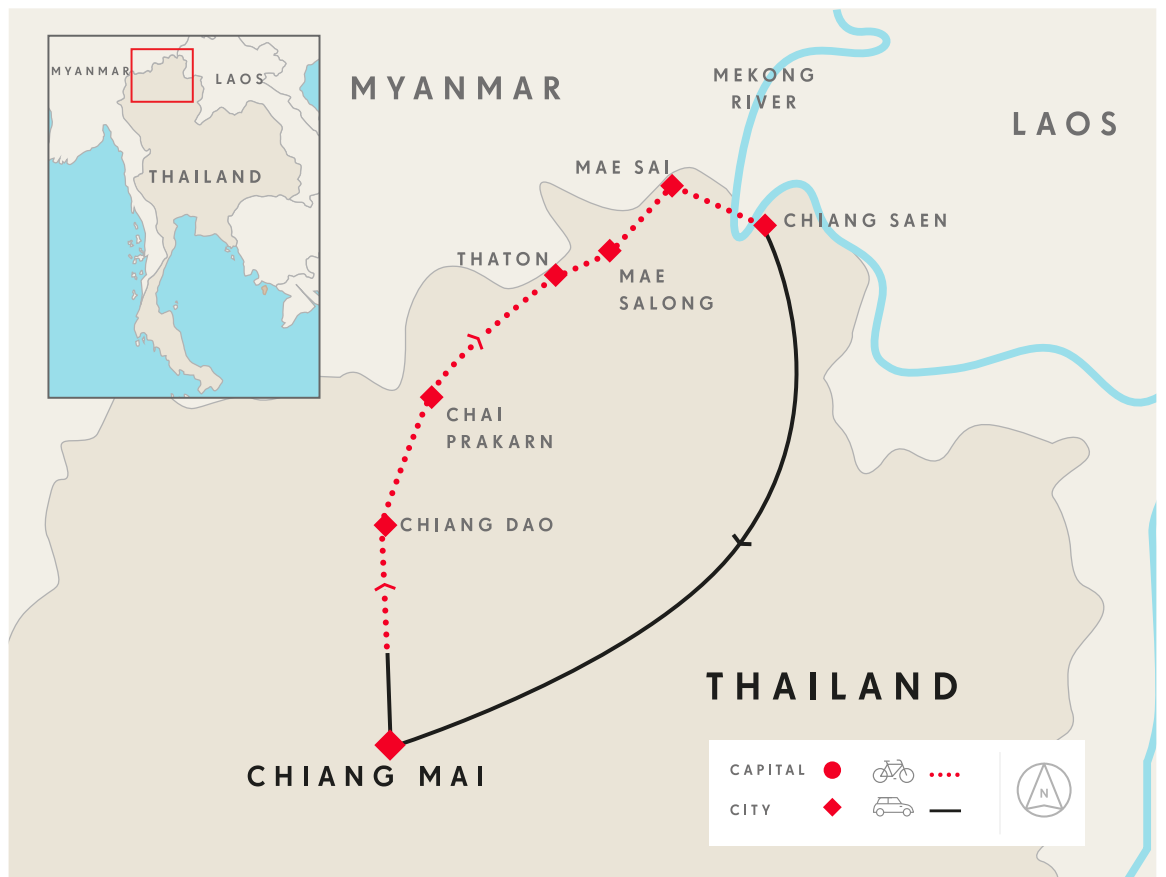 MYANMAR
LAOS
THAILAND
MYANMAR
MEKONG
RIVER
LAOS
MAE SAI
CHIANG SAEN
THATON
MAE
SALONG
CHAI
PRAKARN
CHIANG DAO
THAILAND
CHIANG MAI
CAPITAL
CITY
N